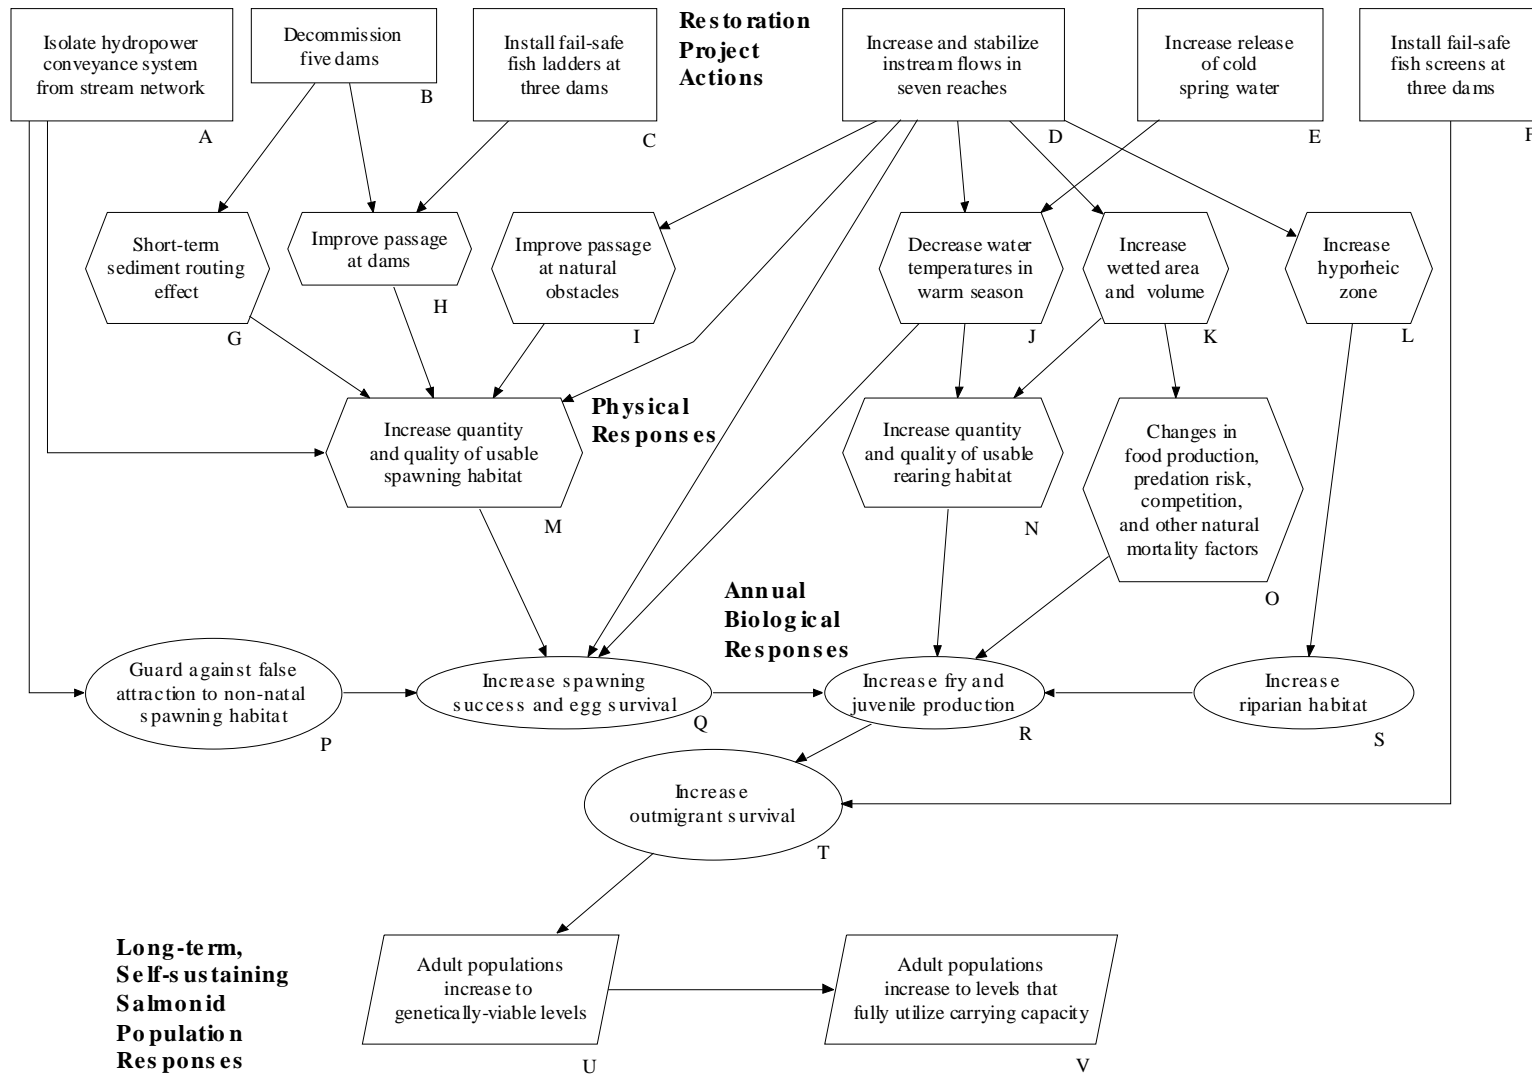 Isolate hydropower
conveyance system
from stream network
A
Decommission
five dams
B
Install fail-safe
fish ladders at
three dams
C
Restoration
Project
Actions
Increase and stabilize
instream flows in
seven reaches
D
Increase release
of cold
spring water
E
Install fail-safe
fish screens at
three dams
F
Short-term
sediment routing
effect
G
Improve passage
at dams
H
Improve passage
at natural
obstacles
I
Decrease water
temperatures in
warm season
J
Increase
wetted area
and volume
K
Increase
hyporheic
zone
L
Increase quantity
and quality of usable
spawning habitat
M
Physical
Responses
Increase quantity
and quality of usable
rearing habitat
N
Changes in
food production,
predation risk,
competition,
and other natural
mortality factors
O
Annual
Biological
Responses
Guard against false
attraction to non-natal
spawning habitat
P
Increase spawning
success and egg survival
Q
Increase fry and
juvenile production
R
Increase
riparian habitat
S
Increase
outmigrant survival
T
Long-term,
Self-sustaining
Salmonid
Population
Responses
Adult populations
increase to
genetically-viable levels
U
Adult populations
increase to levels that
fully utilize carrying capacity
V